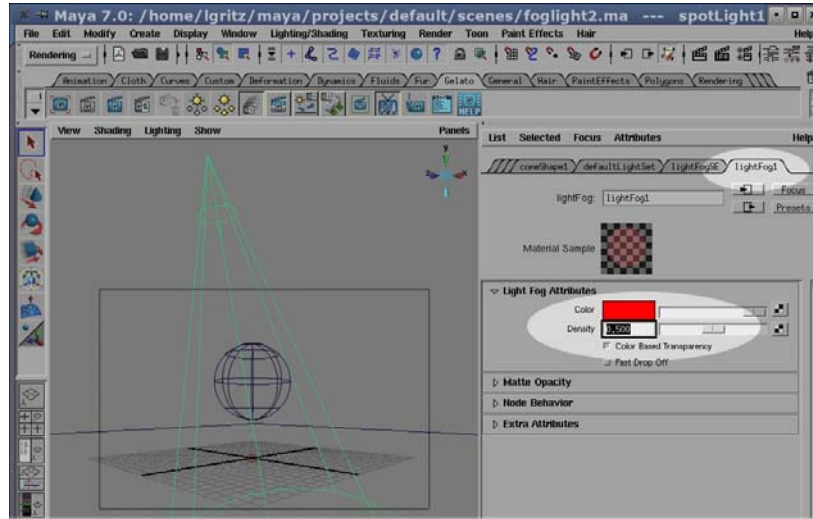 Maya 7.0: /home/lgritz/maya/projects/default/scenes/foglight2.ma --- spotLight1
File Edit Modify Create Display Window Lighting/Shading Texturing Render Toon Paint Effects Hair Help
Rendering
Animation Cloth Curves Custom Deformation Dynamics Fluids Fur Gelato General Hair PaintEffects Polygons Rendering
HELP
View Shading Lighting Show Panels
y
z x
List Selected Focus Attributes Help
coneShape1 defaultLightSet lightFogSE lightFog1
lightFog: lightFog1
Focus
Presets
Material Sample
Light Fog Attributes
Color
Density 0.500
Color Based Transparency
Fast Drop Off
Matte Opacity
Node Behavior
Extra Attributes